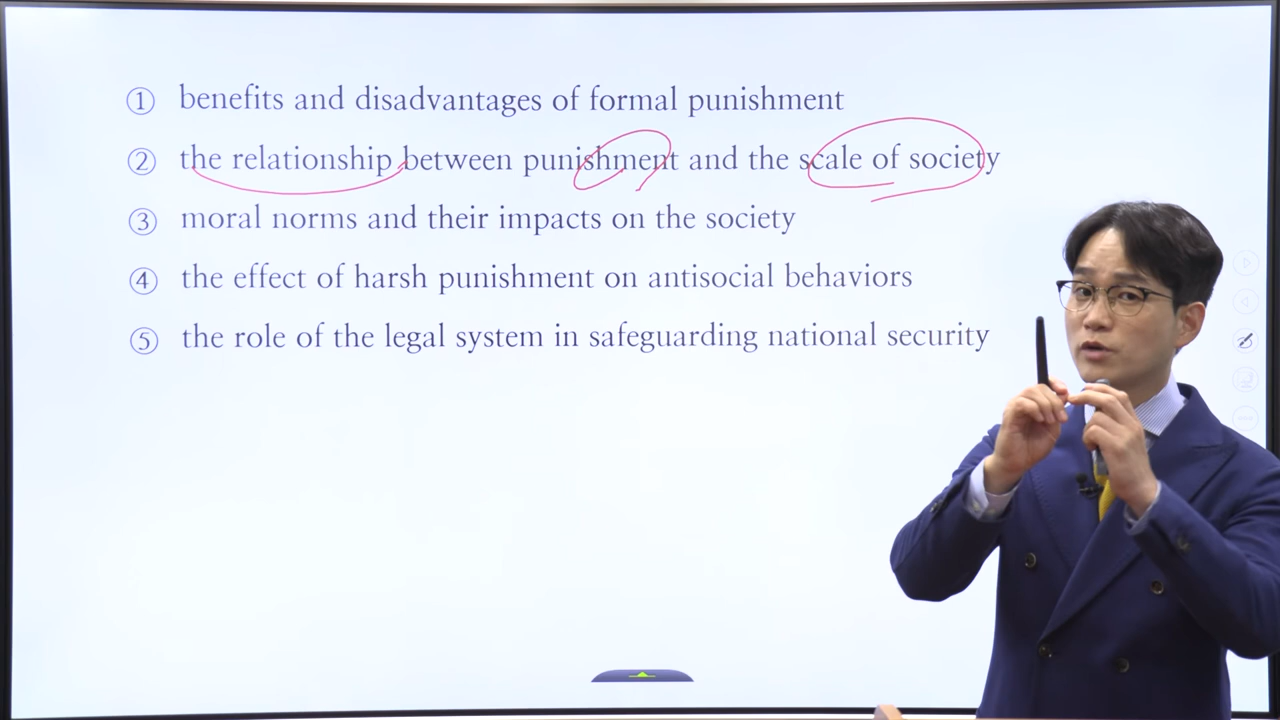 ① benefits and disadvantages of formal punishment
② the relationship between punishment and the scale of society
③ moral norms and their impacts on the society
④ the effect of harsh punishment on antisocial behaviors
⑤ the role of the legal system in safeguarding national security